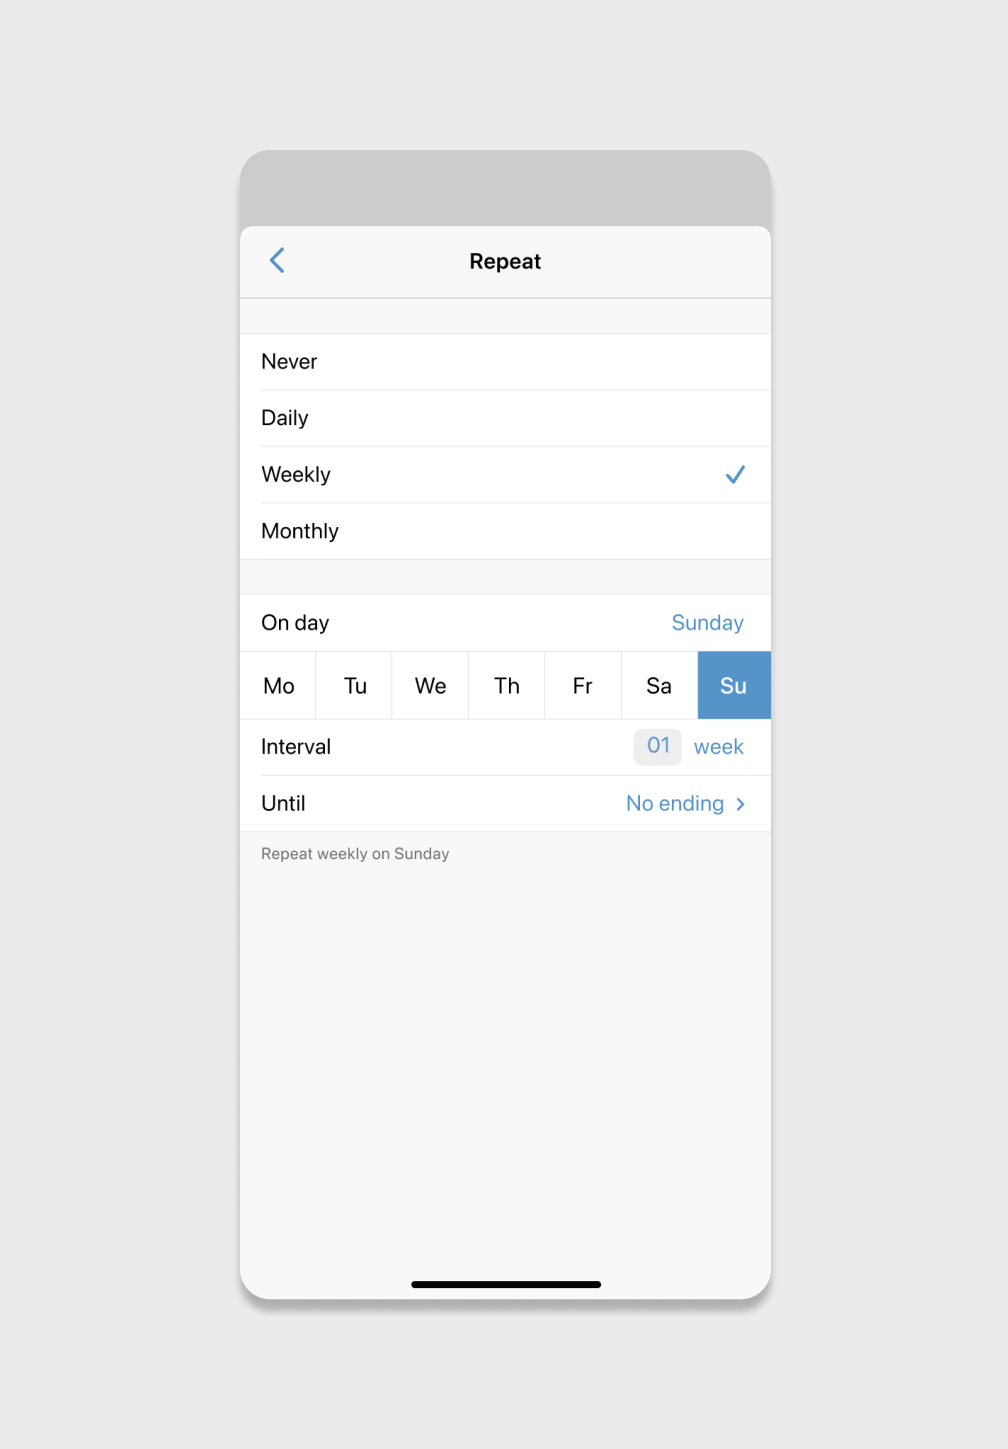 Repeat
Never
Daily
Weekly
Monthly
On day Sunday
Mo Tu We Th Fr Sa Su
Interval 01 week
Until No ending
Repeat weekly on Sunday